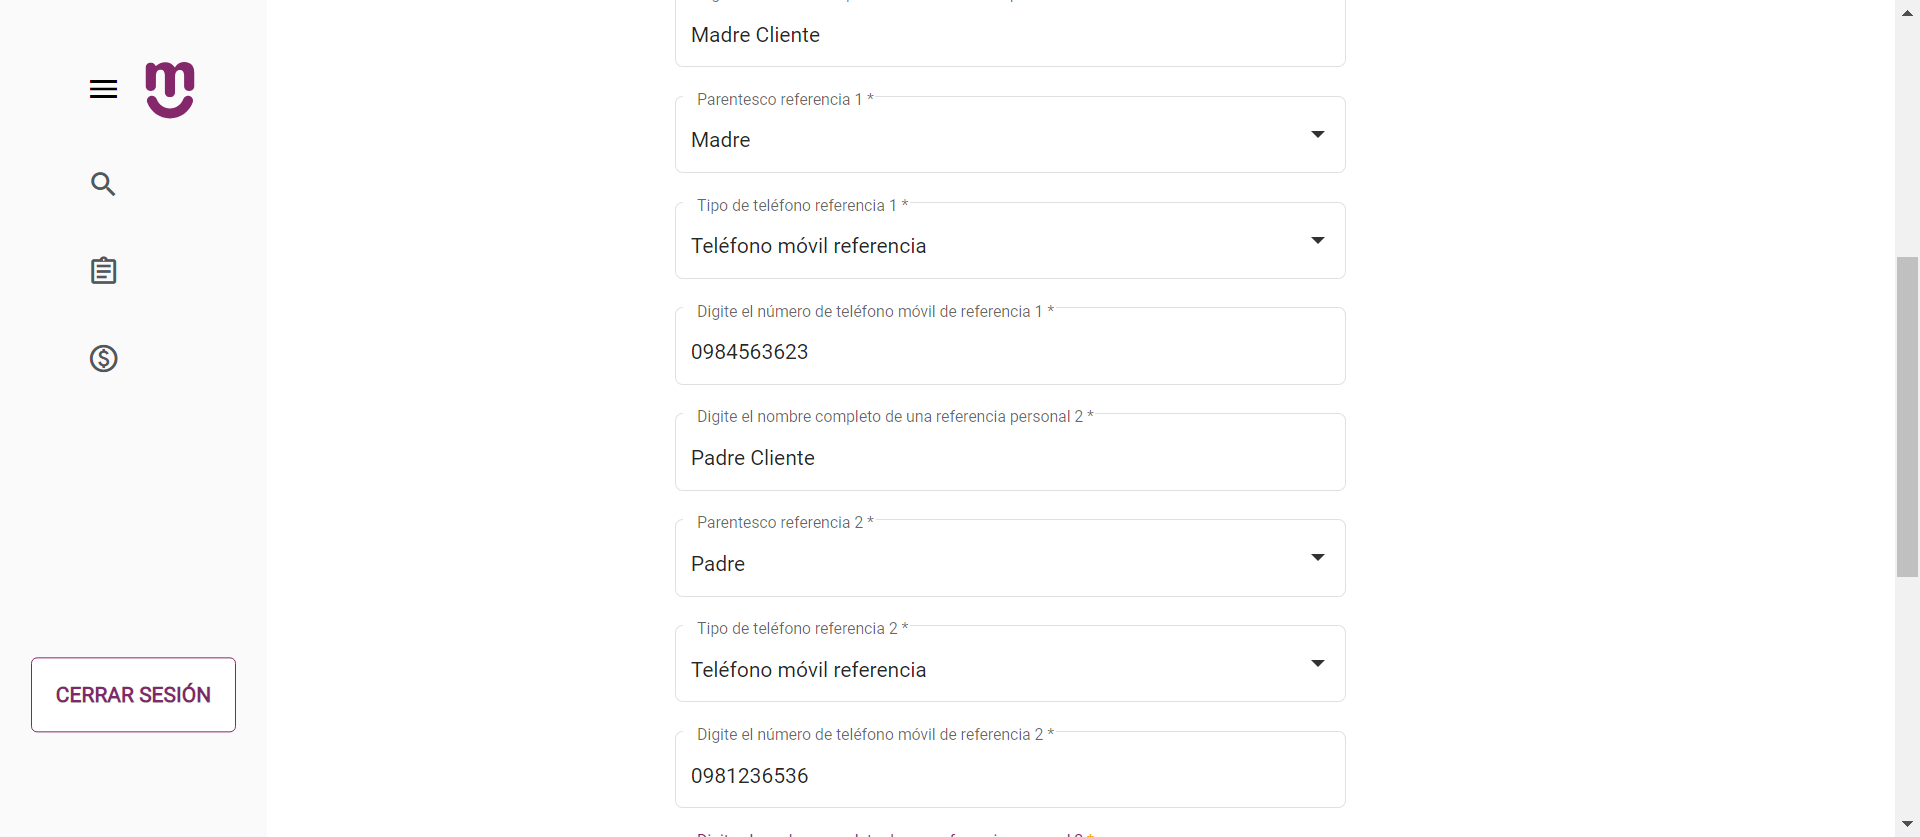 Madre Cliente
Parentesco referencia 1 *
Madre
Tipo de teléfono referencia 1 *
Teléfono móvil referencia
Digite el número de teléfono móvil de referencia 1 *
0984563623
Digite el nombre completo de una referencia personal 2 *
Padre Cliente
Parentesco referencia 2 *
Padre
Tipo de teléfono referencia 2 *
Teléfono móvil referencia
CERRAR SESIÓN
Digite el número de teléfono móvil de referencia 2 *
0981236536